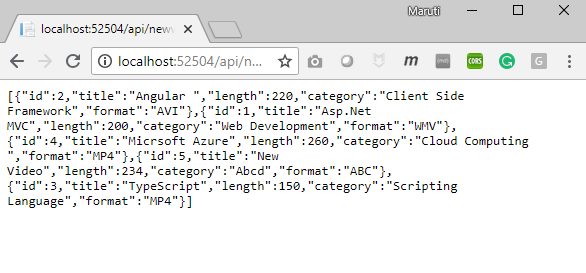 Maruti
localhost:52504/api/new
localhost:52504/api/n...
m
CORS
G
G
[{"id":2,"title":"Angular ","length":220,"category":"Client Side
Framework","format":"AVI"},{"id":1,"title":"Asp.Net
MVC","length":200,"category":"Web Development","format":"WMV"},
{"id":4,"title":"Micrsoft Azure","length":260,"category":"Cloud Computing
","format":"MP4"},{"id":5,"title":"New
Video","length":234,"category":"Abcd","format":"ABC"},
{"id":3,"title":"TypeScript","length":150,"category":"Scripting
Language","format":"MP4"}]